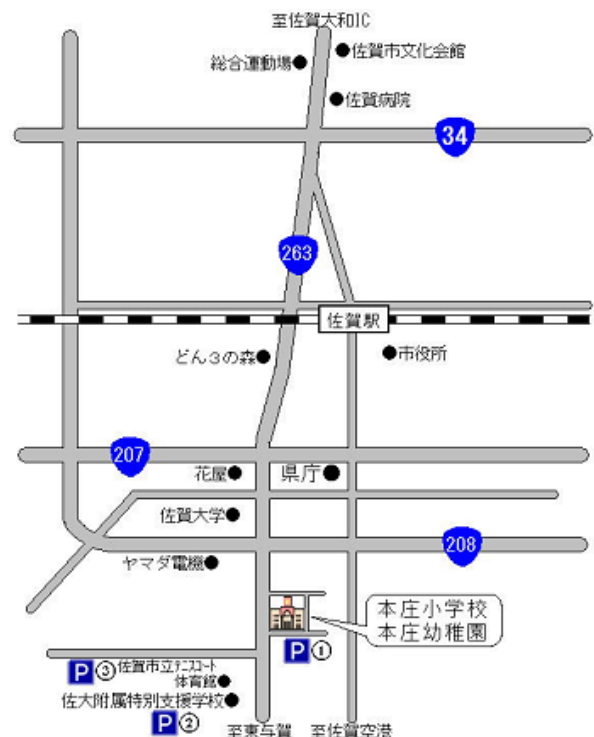 至佐賀大和IC
佐賀市文化会館
総合運動場
佐賀病院
34
263
佐賀駅
どん3の森
市役所
207
花屋
県庁
佐賀大学
208
ヤマダ電機
本庄小学校
本庄幼稚園
P①
P③
佐賀市立テニスコート
体育館
佐大附属特別支援学校
P②
至東与賀
至佐賀空港